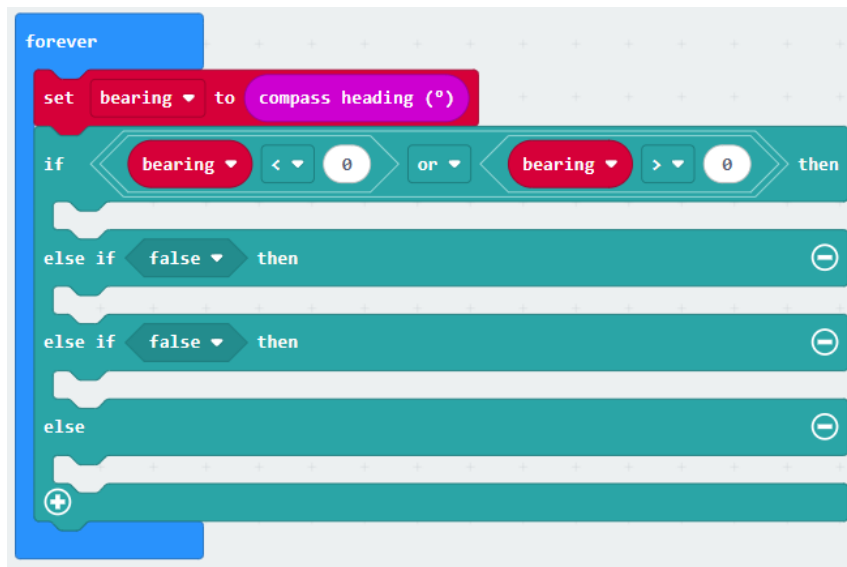 forever
set bearing to compass heading (º)
if bearing < 0 or bearing > 0 then
else if false then
else if false then
else